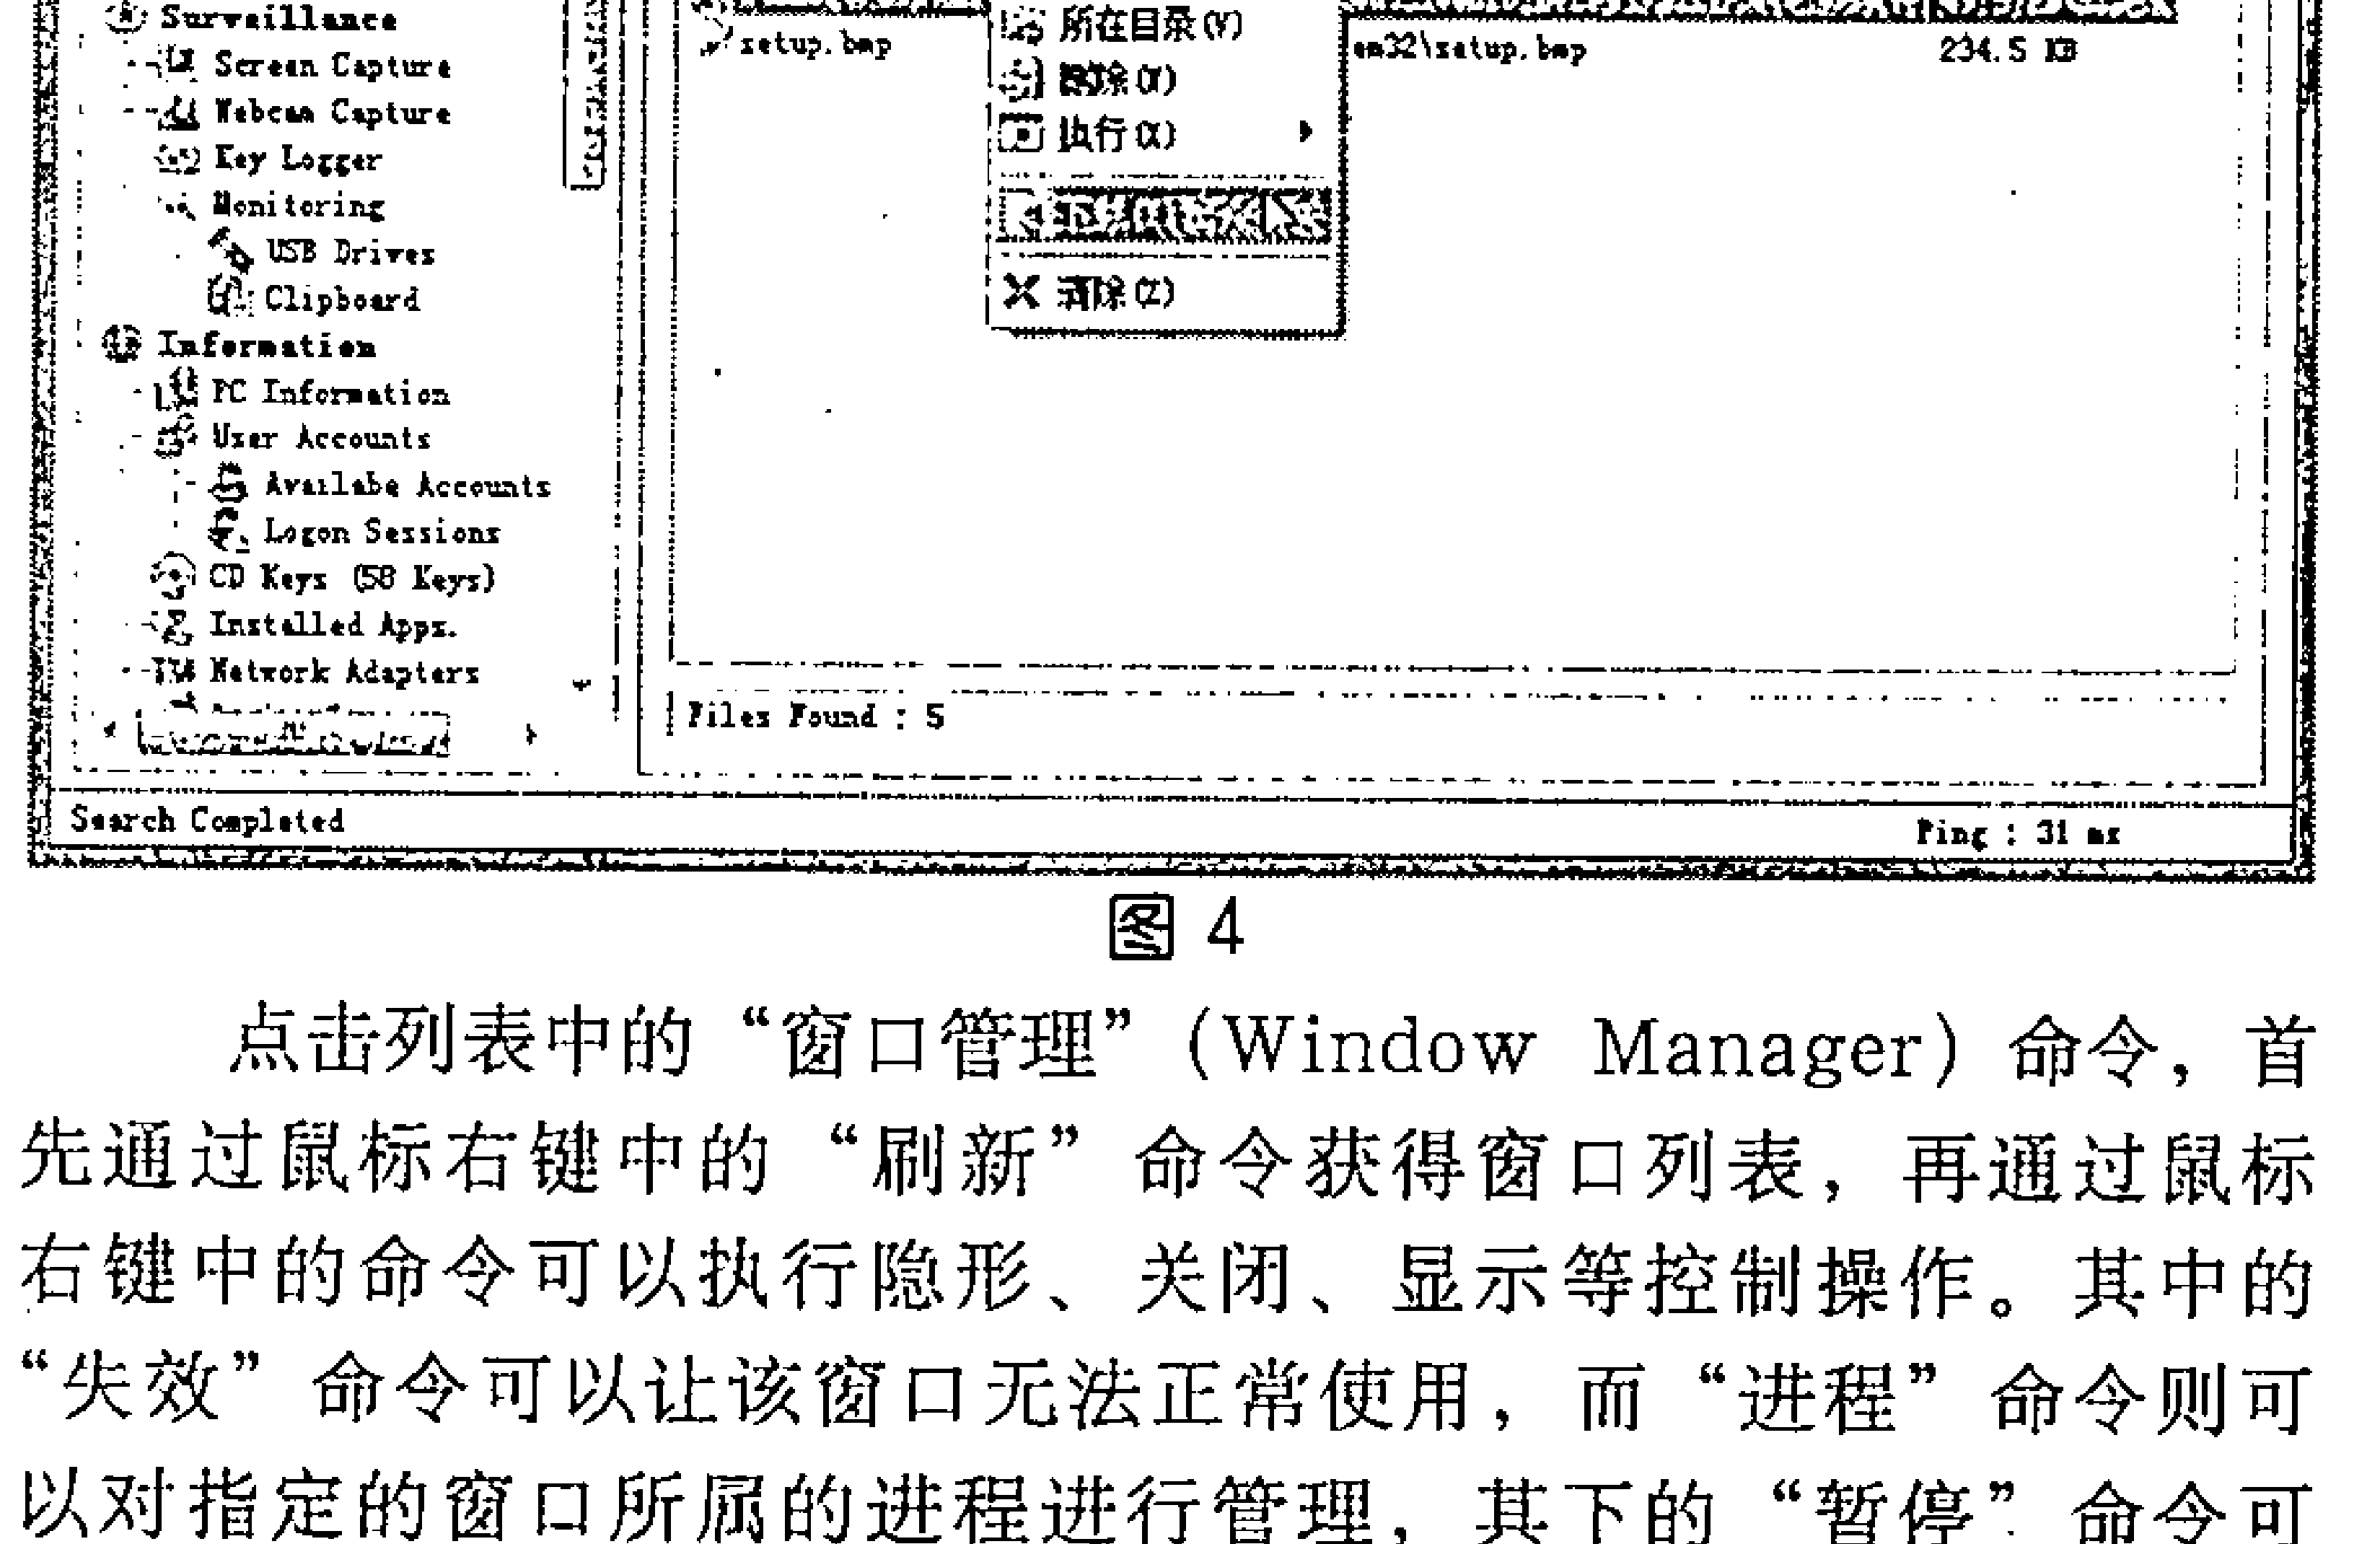 Surveillance
Screen Capture
Webcam Capture
Key Logger
Monitoring
USB Drives
Clipboard
Information
PC Information
User Accounts
Availabe Accounts
Logon Sessions
CD Keys (58 Keys)
Installed Apps.
Network Adapters
setup.bmp
em32\setup.bmp
234.5 KB
所在目录(Y)
执行(X)
清除(Z)
Files Found : 5
Search Completed
Ping : 31 ms
图 4
点击列表中的“窗口管理”(Window Manager) 命令, 首
先通过鼠标右键中的“刷新”命令获得窗口列表, 再通过鼠标
右键中的命令可以执行隐形、关闭、显示等控制操作。其中的
“失效”命令可以让该窗口无法正常使用, 而“进程”命令则可
以对指定的窗口所属的进程进行管理, 其下的“暂停”命令可